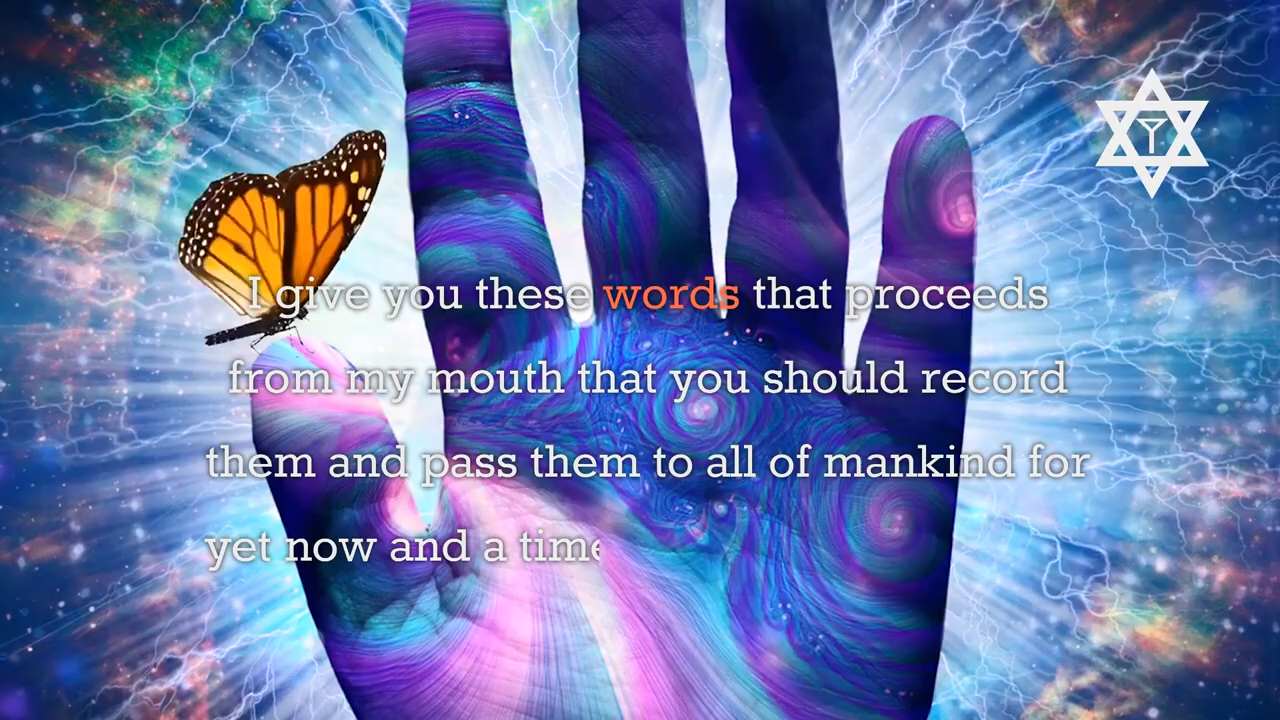 I give you these words that proceeds
from my mouth that you should record
them and pass them to all of mankind for
yet now and a time